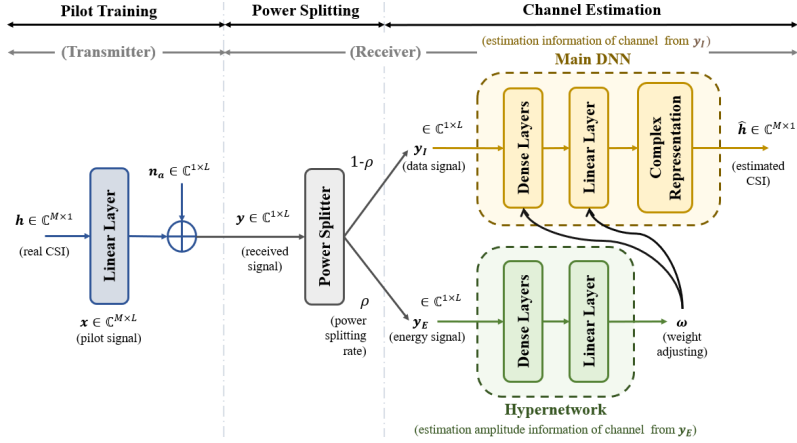 Pilot Training
Power Splitting
Channel Estimation
(Transmitter)
(Receiver)
(estimation information of channel from 𝒚_I)
Main DNN
𝒏_a ∈ ℂ^{1×L}
𝒉 ∈ ℂ^{M×1}
(real CSI)
Linear Layer
𝒙 ∈ ℂ^{M×L}
(pilot signal)
𝒚 ∈ ℂ^{1×L}
(received
signal)
Power Splitter
1-ρ
ρ
(power
splitting
rate)
∈ ℂ^{1×L}
𝒚_I
(data signal)
Dense Layers
Linear Layer
Complex
Representation
𝒉̂ ∈ ℂ^{M×1}
(estimated
CSI)
∈ ℂ^{1×L}
𝒚_E
(energy signal)
Dense Layers
Linear Layer
𝝎
(weight
adjusting)
Hypernetwork
(estimation amplitude information of channel from 𝒚_E)